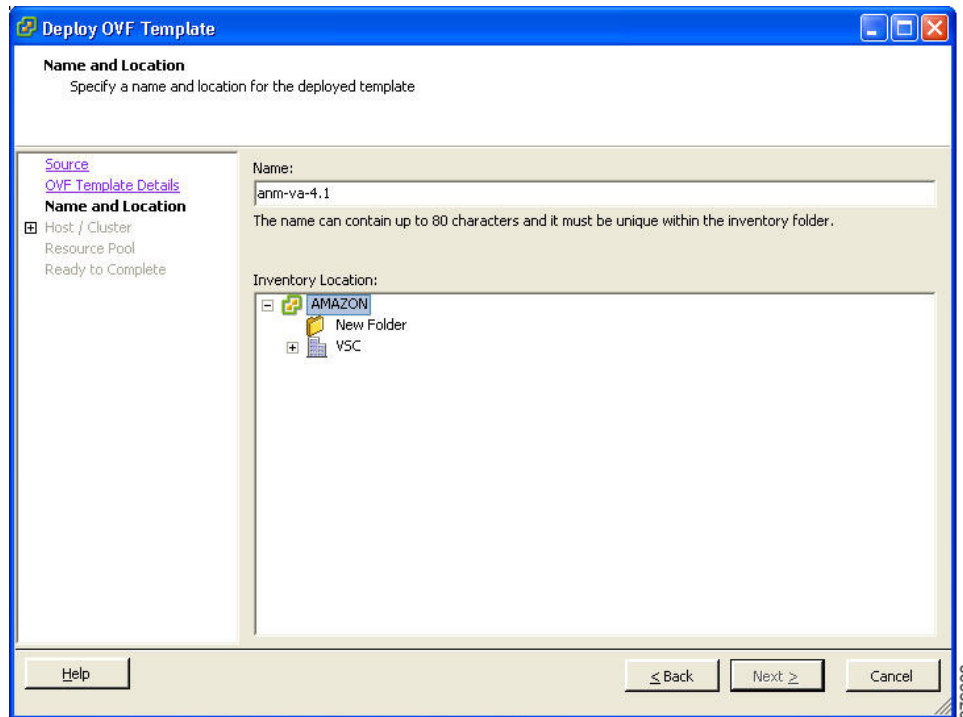 Deploy OVF Template
Name and Location
Specify a name and location for the deployed template
Source
OVF Template Details
Name and Location
Host / Cluster
Resource Pool
Ready to Complete
Name:
anm-va-4.1
The name can contain up to 80 characters and it must be unique within the inventory folder.
Inventory Location:
AMAZON
New Folder
VSC
Help
≤ Back
Next ≥
Cancel